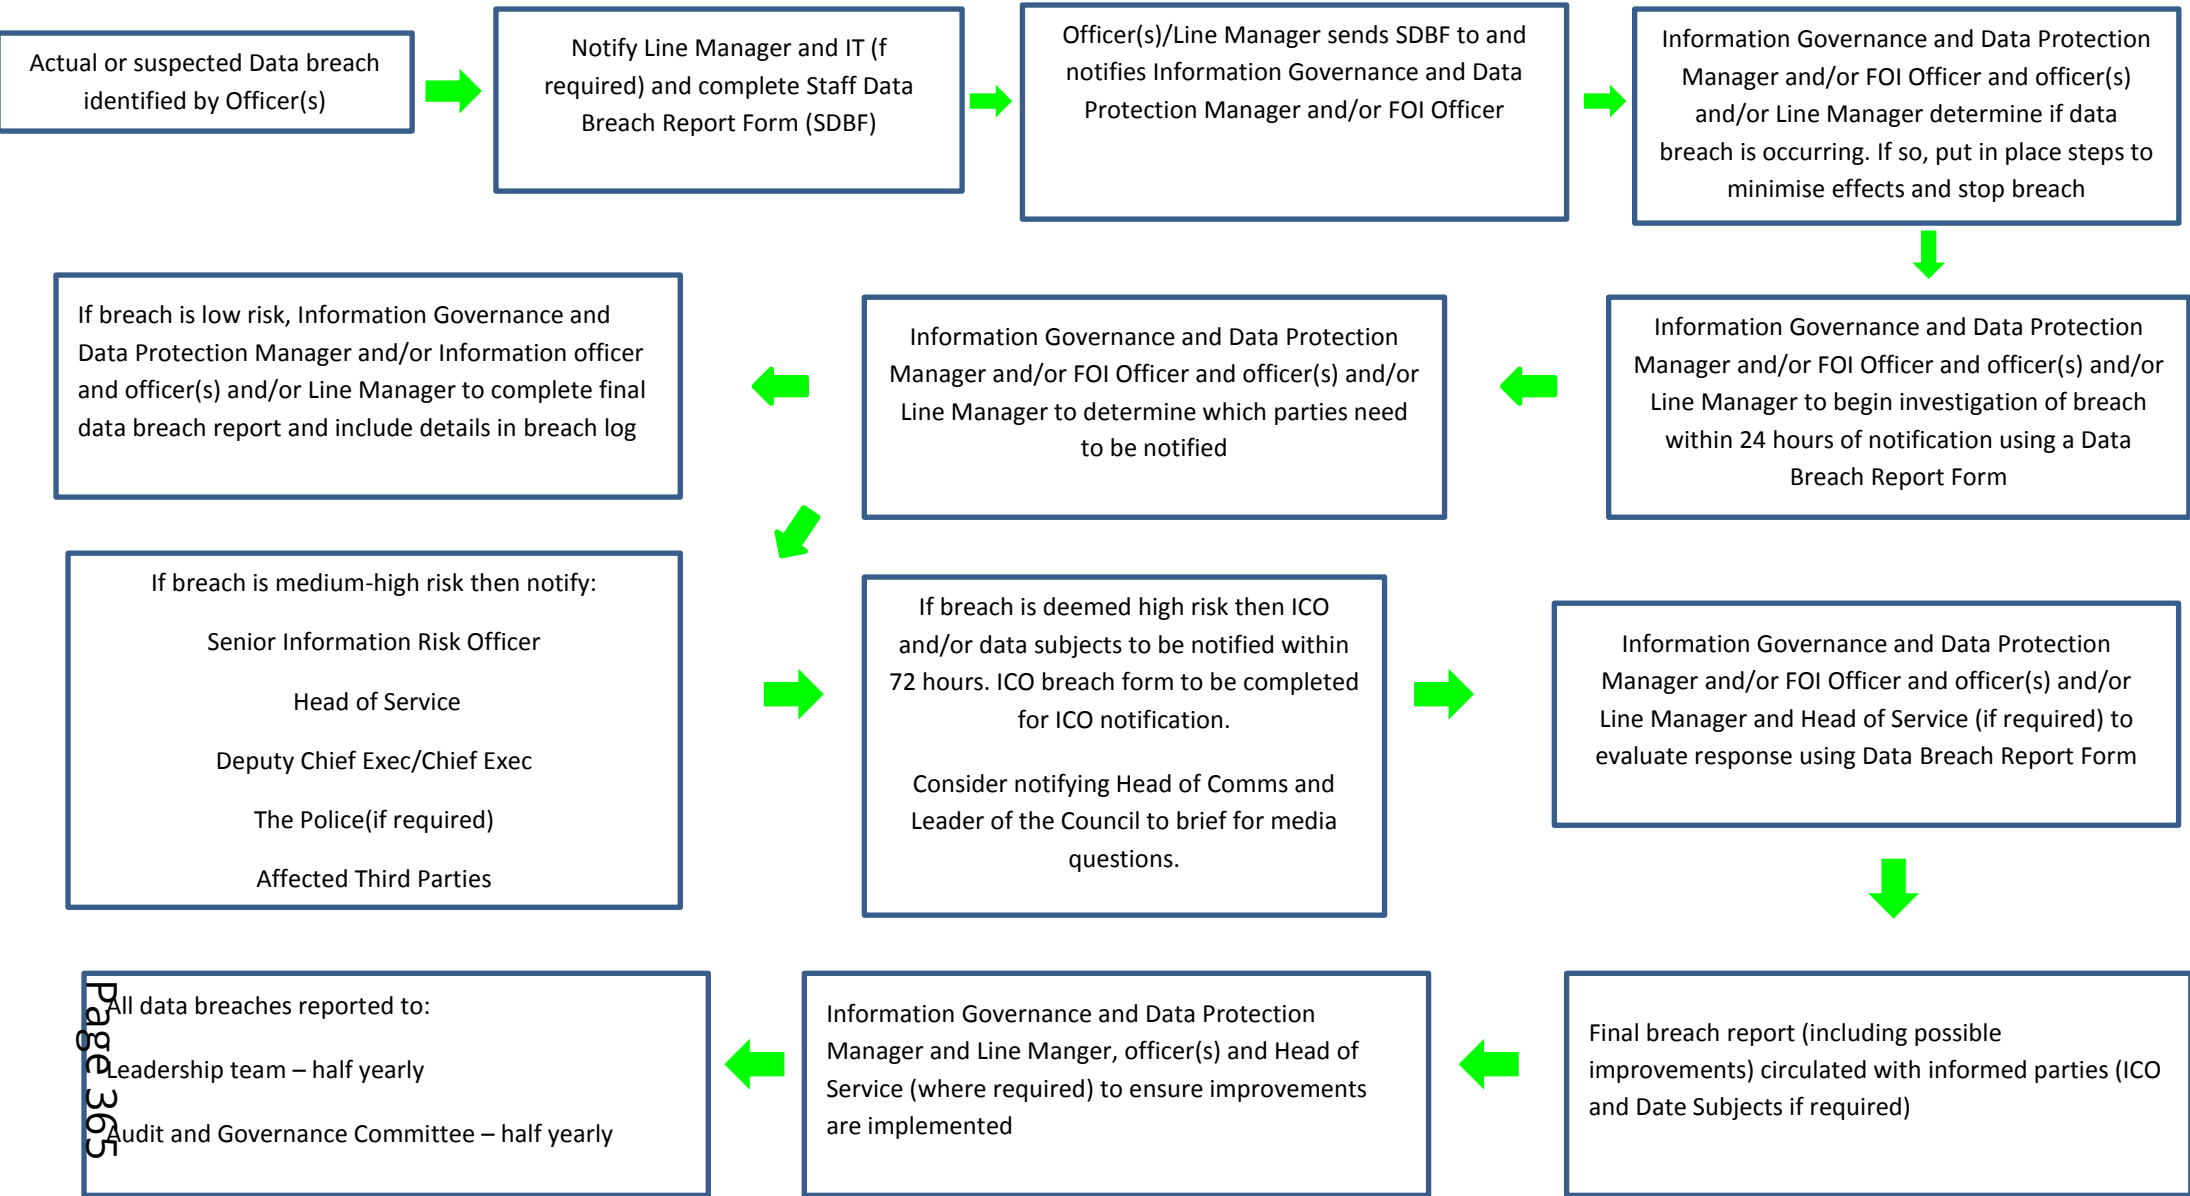 Actual or suspected Data breach
identified by Officer(s)
Notify Line Manager and IT (f
required) and complete Staff Data
Breach Report Form (SDBF)
Officer(s)/Line Manager sends SDBF to and
notifies Information Governance and Data
Protection Manager and/or FOI Officer
Information Governance and Data Protection
Manager and/or FOI Officer and officer(s)
and/or Line Manager determine if data
breach is occurring. If so, put in place steps to
minimise effects and stop breach
Information Governance and Data Protection
Manager and/or FOI Officer and officer(s) and/or
Line Manager to begin investigation of breach
within 24 hours of notification using a Data
Breach Report Form
Information Governance and Data Protection
Manager and/or FOI Officer and officer(s) and/or
Line Manager to determine which parties need
to be notified
If breach is low risk, Information Governance and
Data Protection Manager and/or Information officer
and officer(s) and/or Line Manager to complete final
data breach report and include details in breach log
If breach is medium-high risk then notify:
Senior Information Risk Officer
Head of Service
Deputy Chief Exec/Chief Exec
The Police(if required)
Affected Third Parties
If breach is deemed high risk then ICO
and/or data subjects to be notified within
72 hours. ICO breach form to be completed
for ICO notification.
Consider notifying Head of Comms and
Leader of the Council to brief for media
questions.
Information Governance and Data Protection
Manager and/or FOI Officer and officer(s) and/or
Line Manager and Head of Service (if required) to
evaluate response using Data Breach Report Form
Final breach report (including possible
improvements) circulated with informed parties (ICO
and Date Subjects if required)
Information Governance and Data Protection
Manager and Line Manger, officer(s) and Head of
Service (where required) to ensure improvements
are implemented
All data breaches reported to:
Leadership team – half yearly
Audit and Governance Committee – half yearly
Page 365